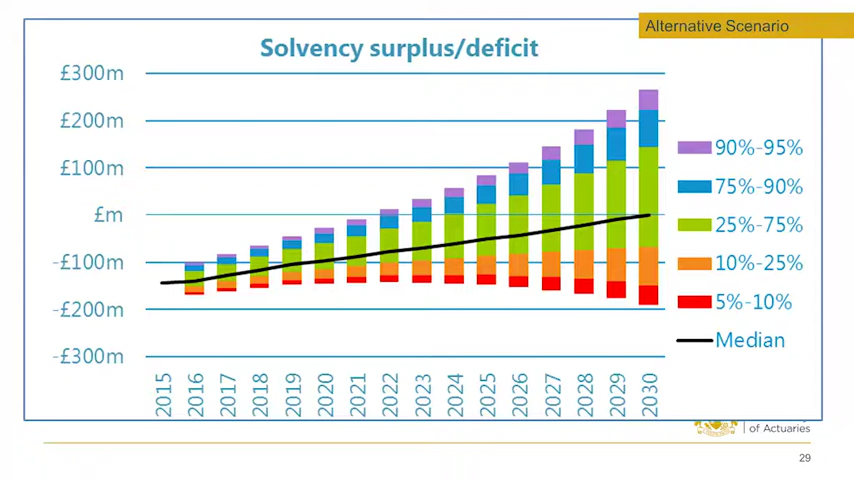 Alternative Scenario
Solvency surplus/deficit
£300m
£200m
£100m
£m
-£100m
-£200m
-£300m
2015
2016
2017
2018
2019
2020
2021
2022
2023
2024
2025
2026
2027
2028
2029
2030
90%-95%
75%-90%
25%-75%
10%-25%
5%-10%
Median
of Actuaries
29